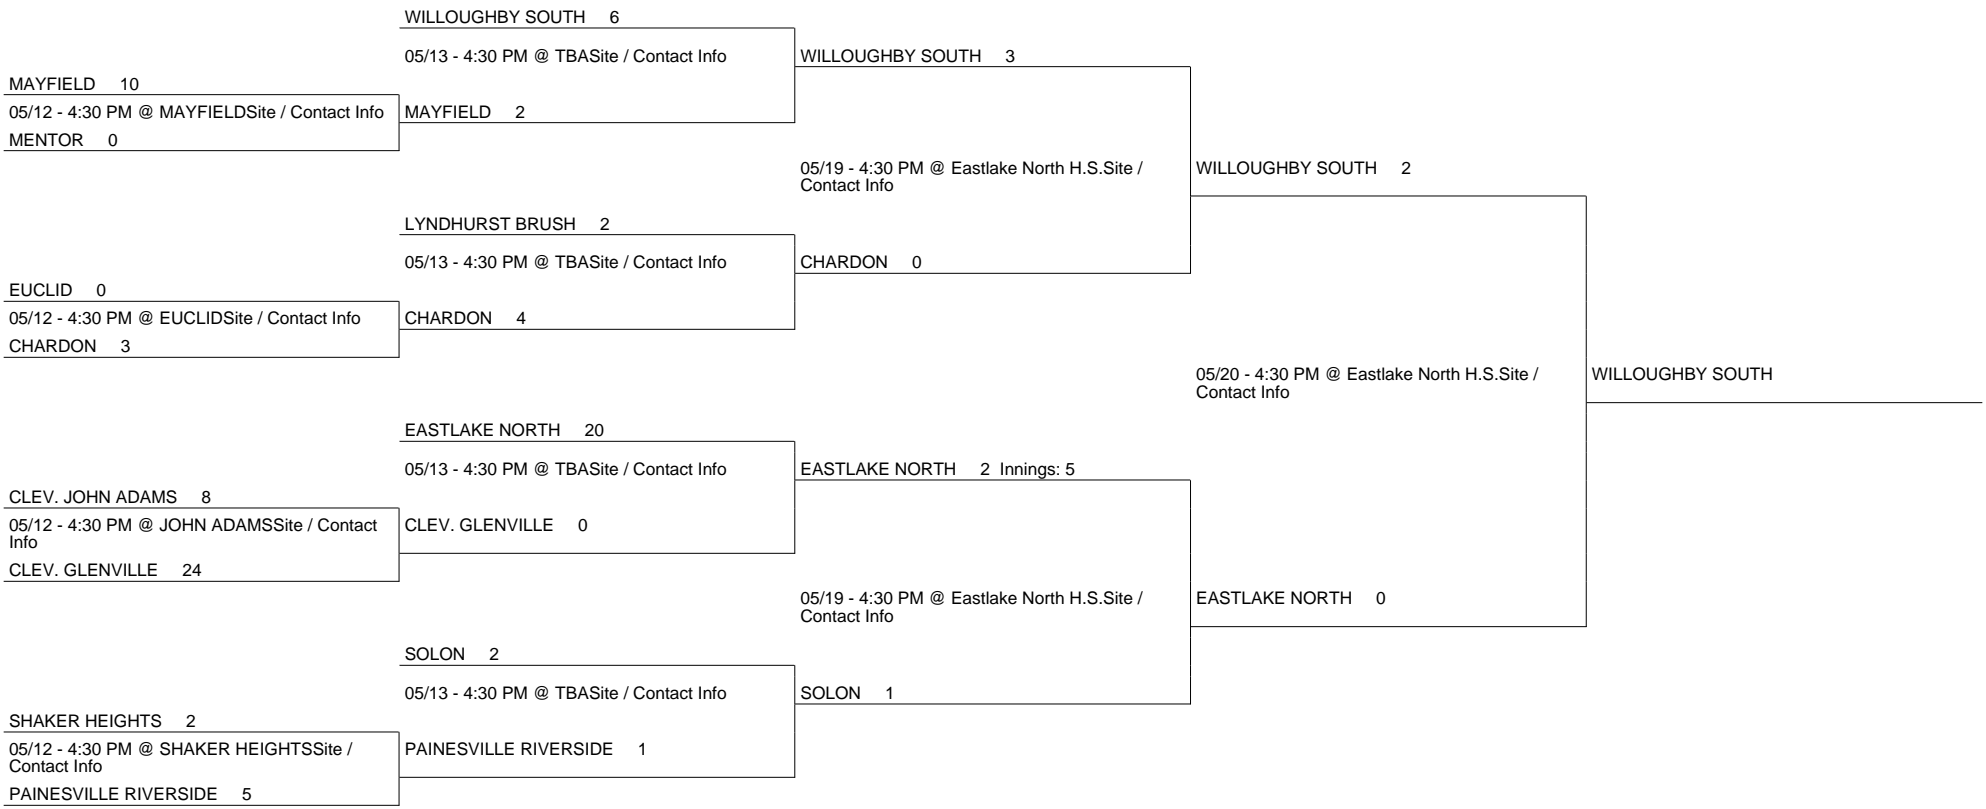 WILLOUGHBY SOUTH 6
05/13 - 4:30 PM @ TBASite / Contact Info
WILLOUGHBY SOUTH 3
MAYFIELD 10
05/12 - 4:30 PM @ MAYFIELDSite / Contact Info
MAYFIELD 2
MENTOR 0
05/19 - 4:30 PM @ Eastlake North H.S.Site /
Contact Info
WILLOUGHBY SOUTH 2
LYNDHURST BRUSH 2
05/13 - 4:30 PM @ TBASite / Contact Info
CHARDON 0
EUCLID 0
05/12 - 4:30 PM @ EUCLIDSite / Contact Info
CHARDON 4
CHARDON 3
05/20 - 4:30 PM @ Eastlake North H.S.Site /
Contact Info
WILLOUGHBY SOUTH
EASTLAKE NORTH 20
05/13 - 4:30 PM @ TBASite / Contact Info
EASTLAKE NORTH 2 Innings: 5
CLEV. JOHN ADAMS 8
05/12 - 4:30 PM @ JOHN ADAMSSite / Contact
Info
CLEV. GLENVILLE 0
CLEV. GLENVILLE 24
05/19 - 4:30 PM @ Eastlake North H.S.Site /
Contact Info
EASTLAKE NORTH 0
SOLON 2
05/13 - 4:30 PM @ TBASite / Contact Info
SOLON 1
SHAKER HEIGHTS 2
05/12 - 4:30 PM @ SHAKER HEIGHTSSite /
Contact Info
PAINESVILLE RIVERSIDE 1
PAINESVILLE RIVERSIDE 5